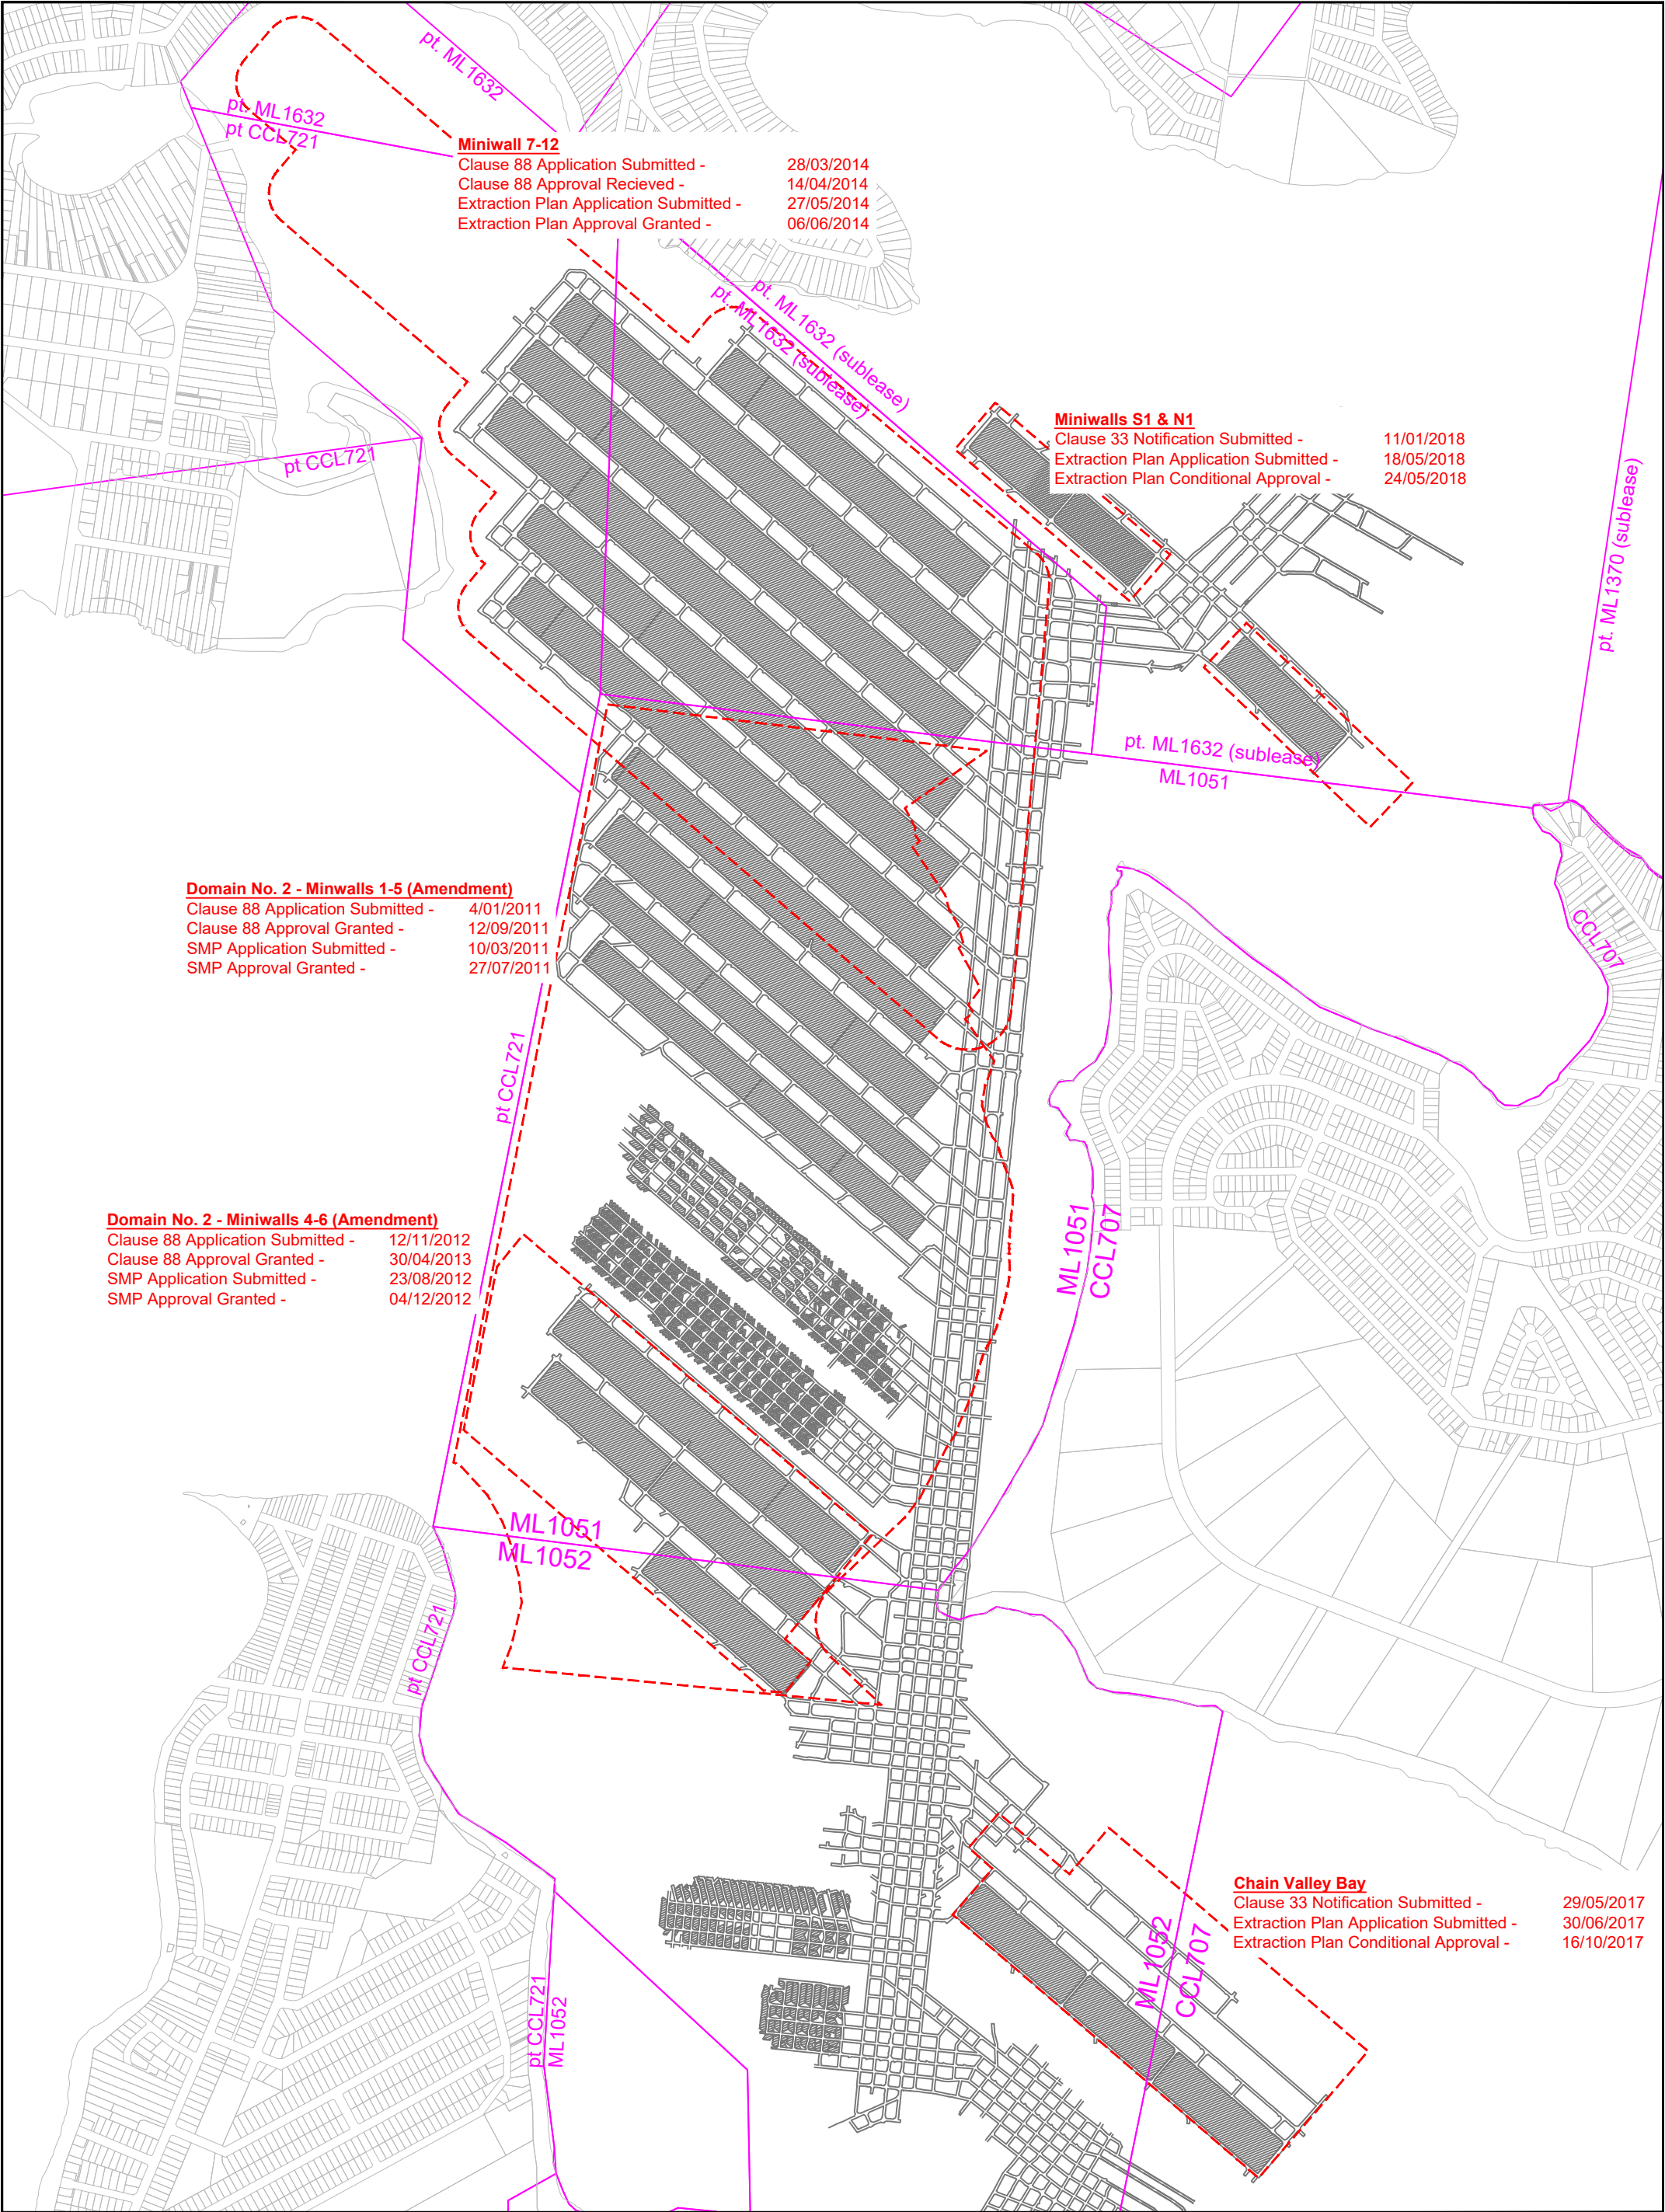 pt. ML1632
pt. ML1632
pt CCL721
Miniwall 7-12
Clause 88 Application Submitted - 28/03/2014
Clause 88 Approval Recieved - 14/04/2014
Extraction Plan Application Submitted - 27/05/2014
Extraction Plan Approval Granted - 06/06/2014
pt. ML1632 (sublease)
pt. ML1632 (sublease)
Miniwalls S1 & N1
Clause 33 Notification Submitted - 11/01/2018
Extraction Plan Application Submitted - 18/05/2018
Extraction Plan Conditional Approval - 24/05/2018
pt CCL721
pt. ML1370 (sublease)
pt. ML1632 (sublease)
ML1051
Domain No. 2 - Minwalls 1-5 (Amendment)
Clause 88 Application Submitted - 4/01/2011
Clause 88 Approval Granted - 12/09/2011
SMP Application Submitted - 10/03/2011
SMP Approval Granted - 27/07/2011
CCL707
pt CCL721
ML1051
CCL707
Domain No. 2 - Miniwalls 4-6 (Amendment)
Clause 88 Application Submitted - 12/11/2012
Clause 88 Approval Granted - 30/04/2013
SMP Application Submitted - 23/08/2012
SMP Approval Granted - 04/12/2012
ML1051
ML1052
pt CCL721
Chain Valley Bay
Clause 33 Notification Submitted - 29/05/2017
Extraction Plan Application Submitted - 30/06/2017
Extraction Plan Conditional Approval - 16/10/2017
ML1052
CCL707
pt CCL721
ML1052